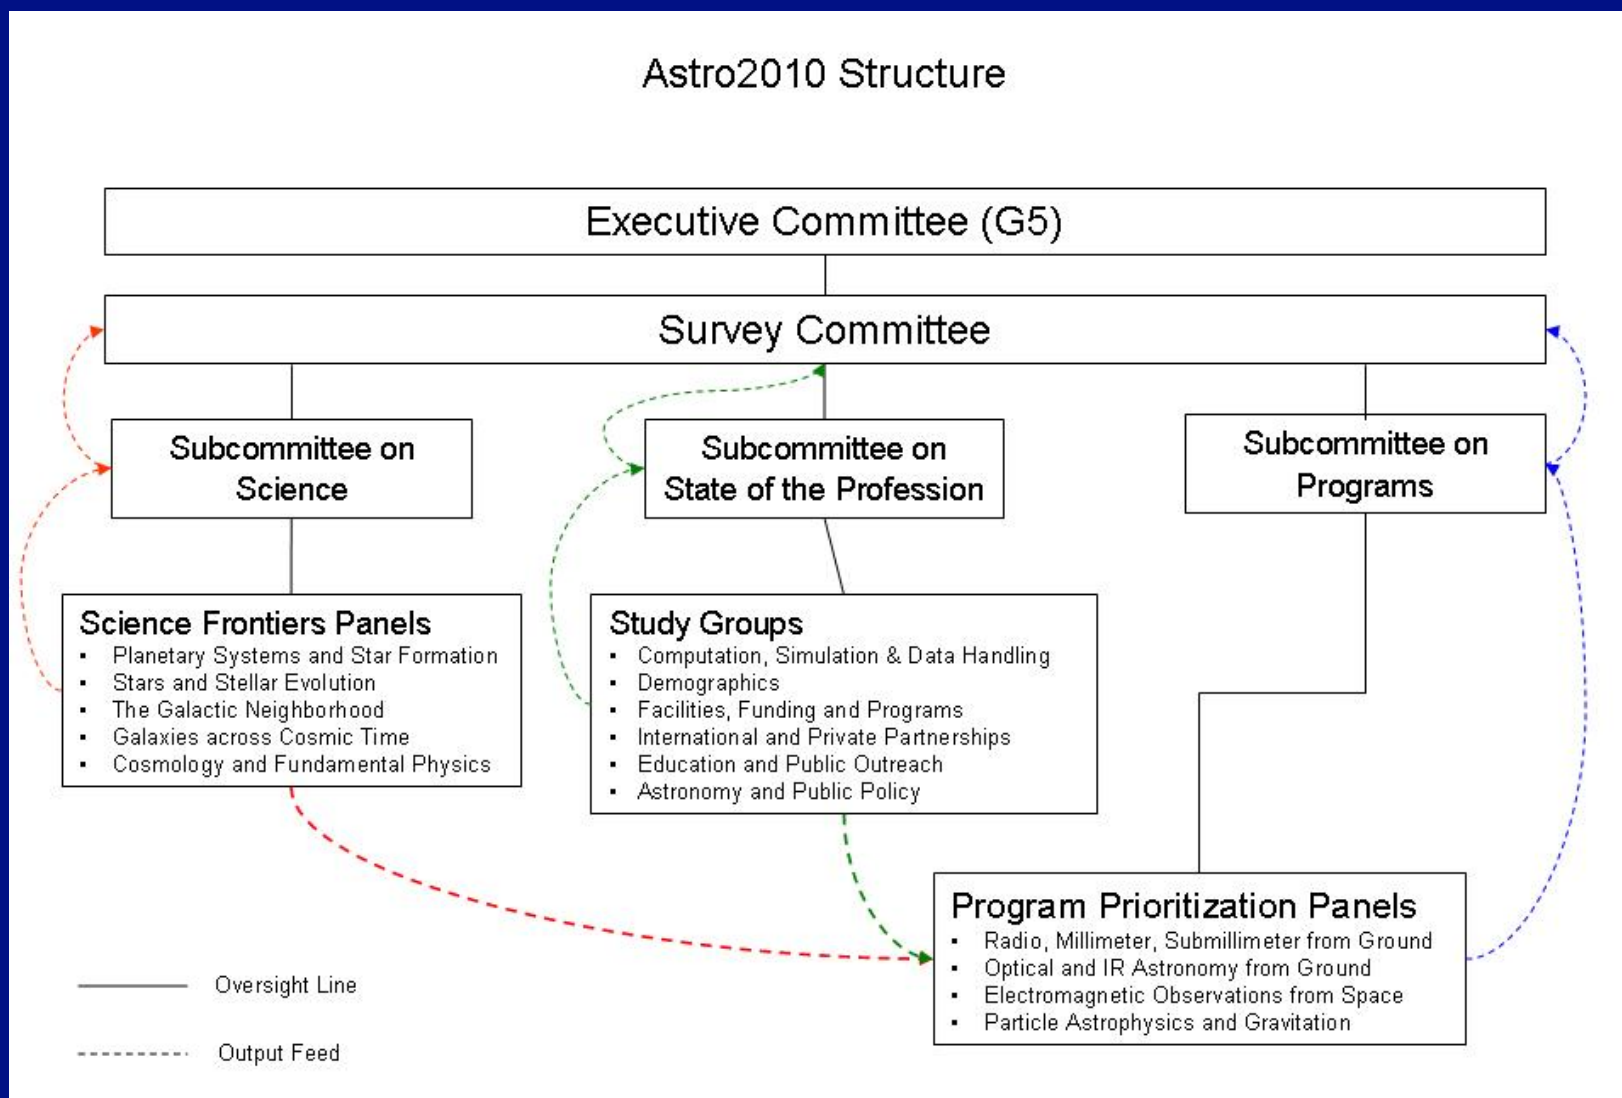 Astro2010 Structure
Executive Committee (G5)
Survey Committee
Subcommittee on
Science
Subcommittee on
State of the Profession
Subcommittee on
Programs
Science Frontiers Panels
▪ Planetary Systems and Star Formation
▪ Stars and Stellar Evolution
▪ The Galactic Neighborhood
▪ Galaxies across Cosmic Time
▪ Cosmology and Fundamental Physics
Study Groups
▪ Computation, Simulation & Data Handling
▪ Demographics
▪ Facilities, Funding and Programs
▪ International and Private Partnerships
▪ Education and Public Outreach
▪ Astronomy and Public Policy
Program Prioritization Panels
▪ Radio, Millimeter, Submillimeter from Ground
▪ Optical and IR Astronomy from Ground
▪ Electromagnetic Observations from Space
▪ Particle Astrophysics and Gravitation
Oversight Line
Output Feed